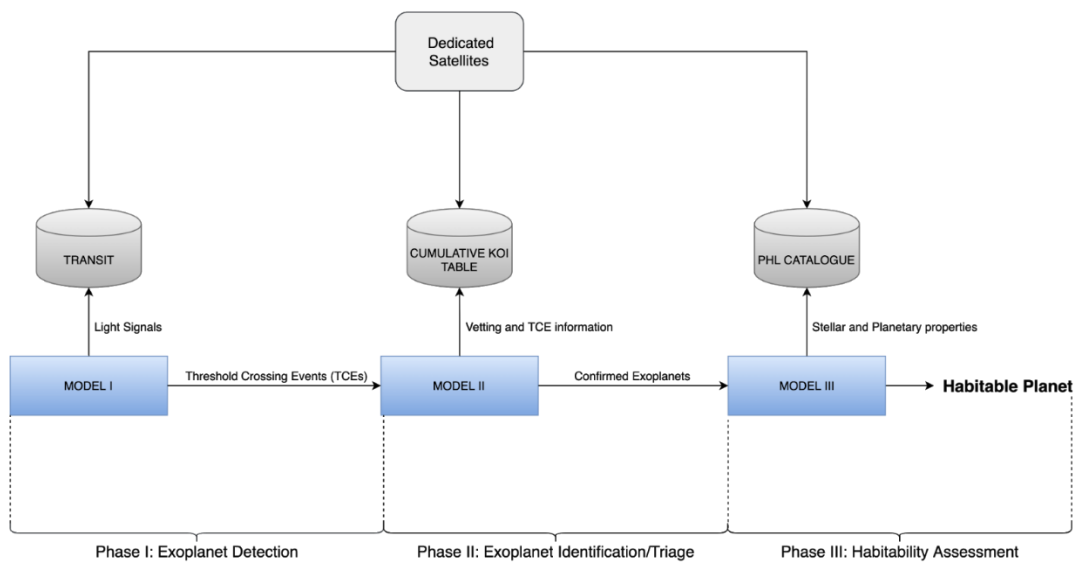 Dedicated
Satellites
TRANSIT
CUMULATIVE KOI
TABLE
PHL CATALOGUE
Light Signals
Vetting and TCE information
Stellar and Planetary properties
MODEL I
Threshold Crossing Events (TCEs)
MODEL II
Confirmed Exoplanets
MODEL III
Habitable Planet
Phase I: Exoplanet Detection
Phase II: Exoplanet Identification/Triage
Phase III: Habitability Assessment